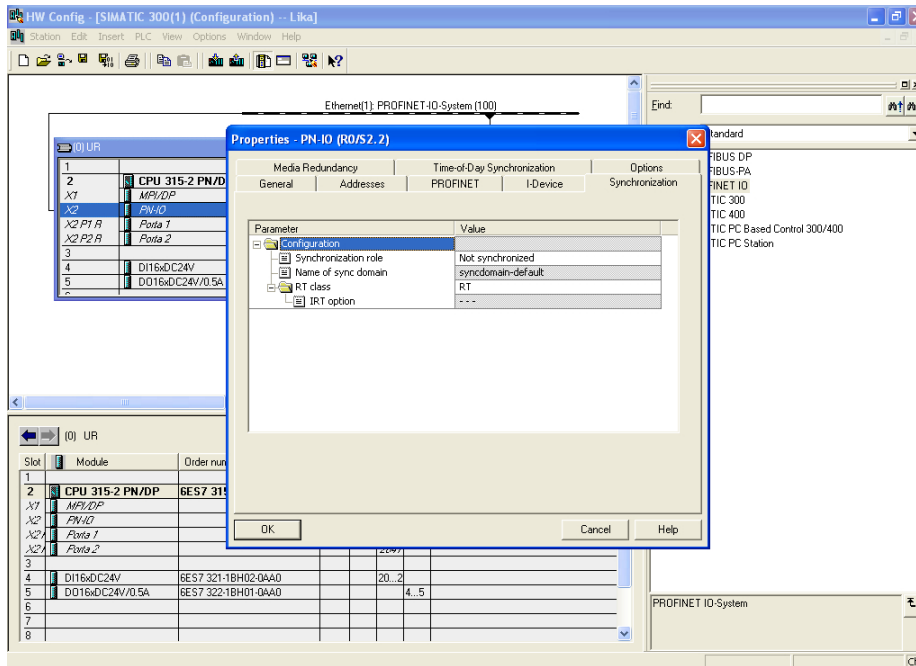 HW Config - [SIMATIC 300(1) (Configuration) -- Lika]
Station Edit Insert PLC View Options Window Help
Ethernet(1): PROFINET-IO-System (100)
(0) UR
1
2 CPU 315-2 PN/D
X1 MPI/DP
X2 PN-IO
X2 P1 R Porta 1
X2 P2 R Porta 2
3
4 DI16xDC24V
5 DO16xDC24V/0.5A
Find:
tandard
FIBUS DP
FIBUS-PA
FINET IO
TIC 300
TIC 400
TIC PC Based Control 300/400
TIC PC Station
Properties - PN-IO (R0/S2.2)
Media Redundancy Time-of-Day Synchronization Options
General Addresses PROFINET I-Device Synchronization
Parameter Value
Configuration
Synchronization role Not synchronized
Name of sync domain syncdomain-default
RT class RT
IRT option - - -
OK Cancel Help
(0) UR
Slot Module Order num
1
2 CPU 315-2 PN/DP 6ES7 315
X1 MPI/DP
X2 PN-IO
X2 Porta 1
X2 Porta 2 2041
3
4 DI16xDC24V 6ES7 321-1BH02-0AA0 20...2
5 DO16xDC24V/0.5A 6ES7 322-1BH01-0AA0 4...5
6
7
8
PROFINET IO-System